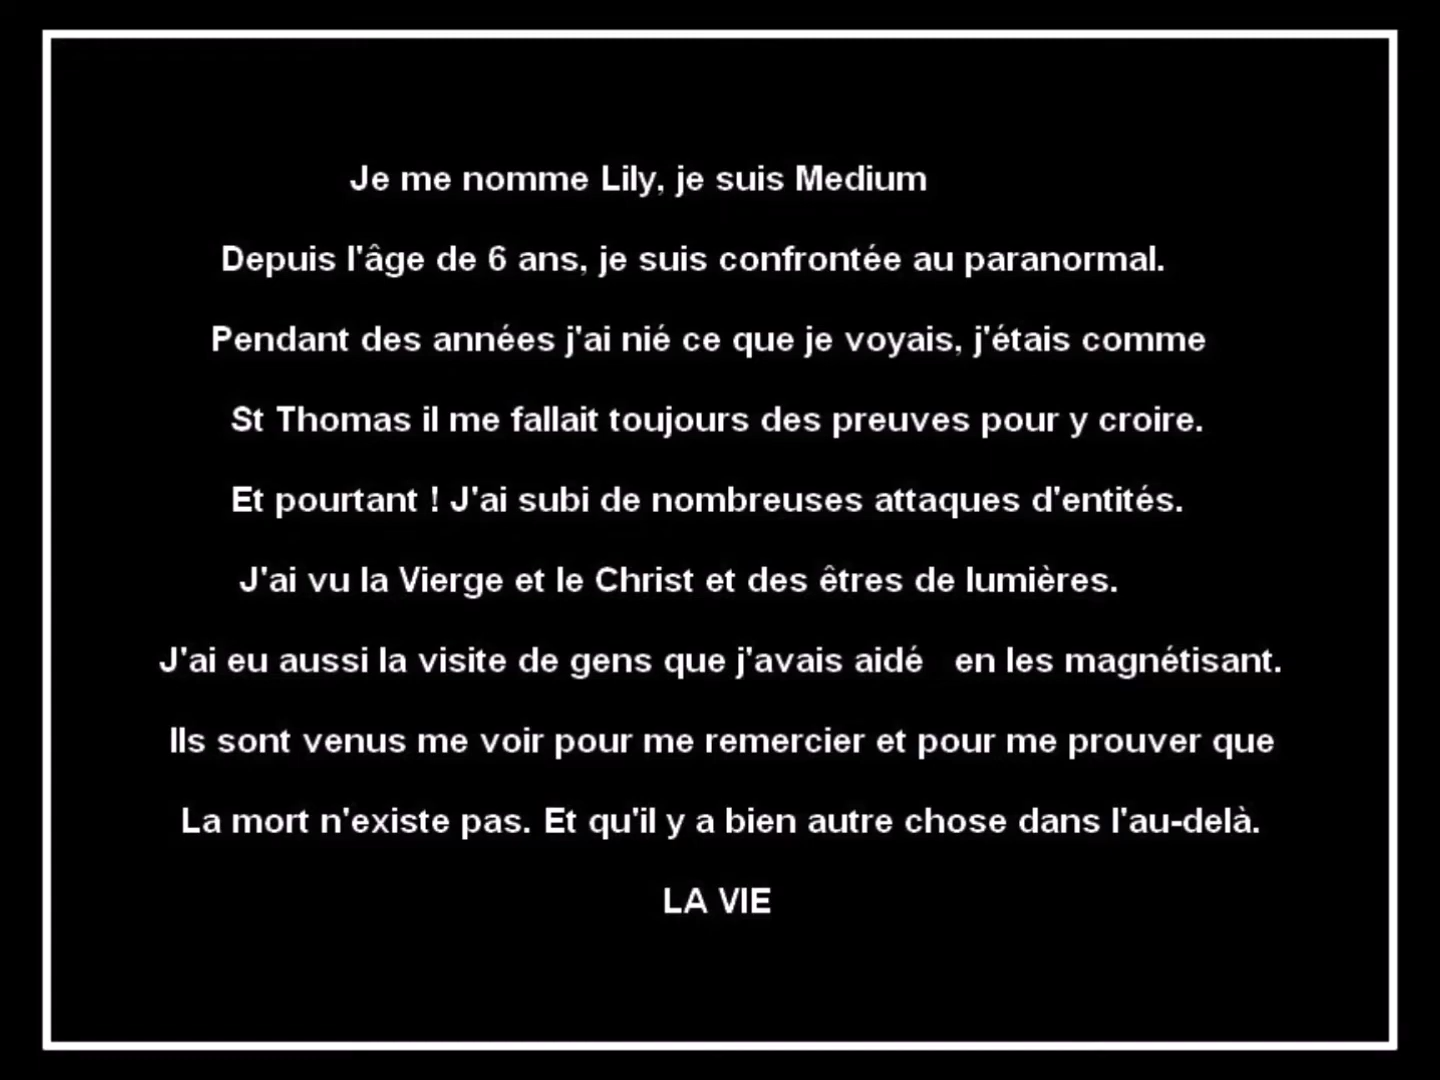 Je me nomme Lily, je suis Medium
Depuis l'âge de 6 ans, je suis confrontée au paranormal.
Pendant des années j'ai nié ce que je voyais, j'étais comme
St Thomas il me fallait toujours des preuves pour y croire.
Et pourtant ! J'ai subi de nombreuses attaques d'entités.
J'ai vu la Vierge et le Christ et des êtres de lumières.
J'ai eu aussi la visite de gens que j'avais aidé en les magnétisant.
Ils sont venus me voir pour me remercier et pour me prouver que
La mort n'existe pas. Et qu'il y a bien autre chose dans l'au-delà.
LA VIE